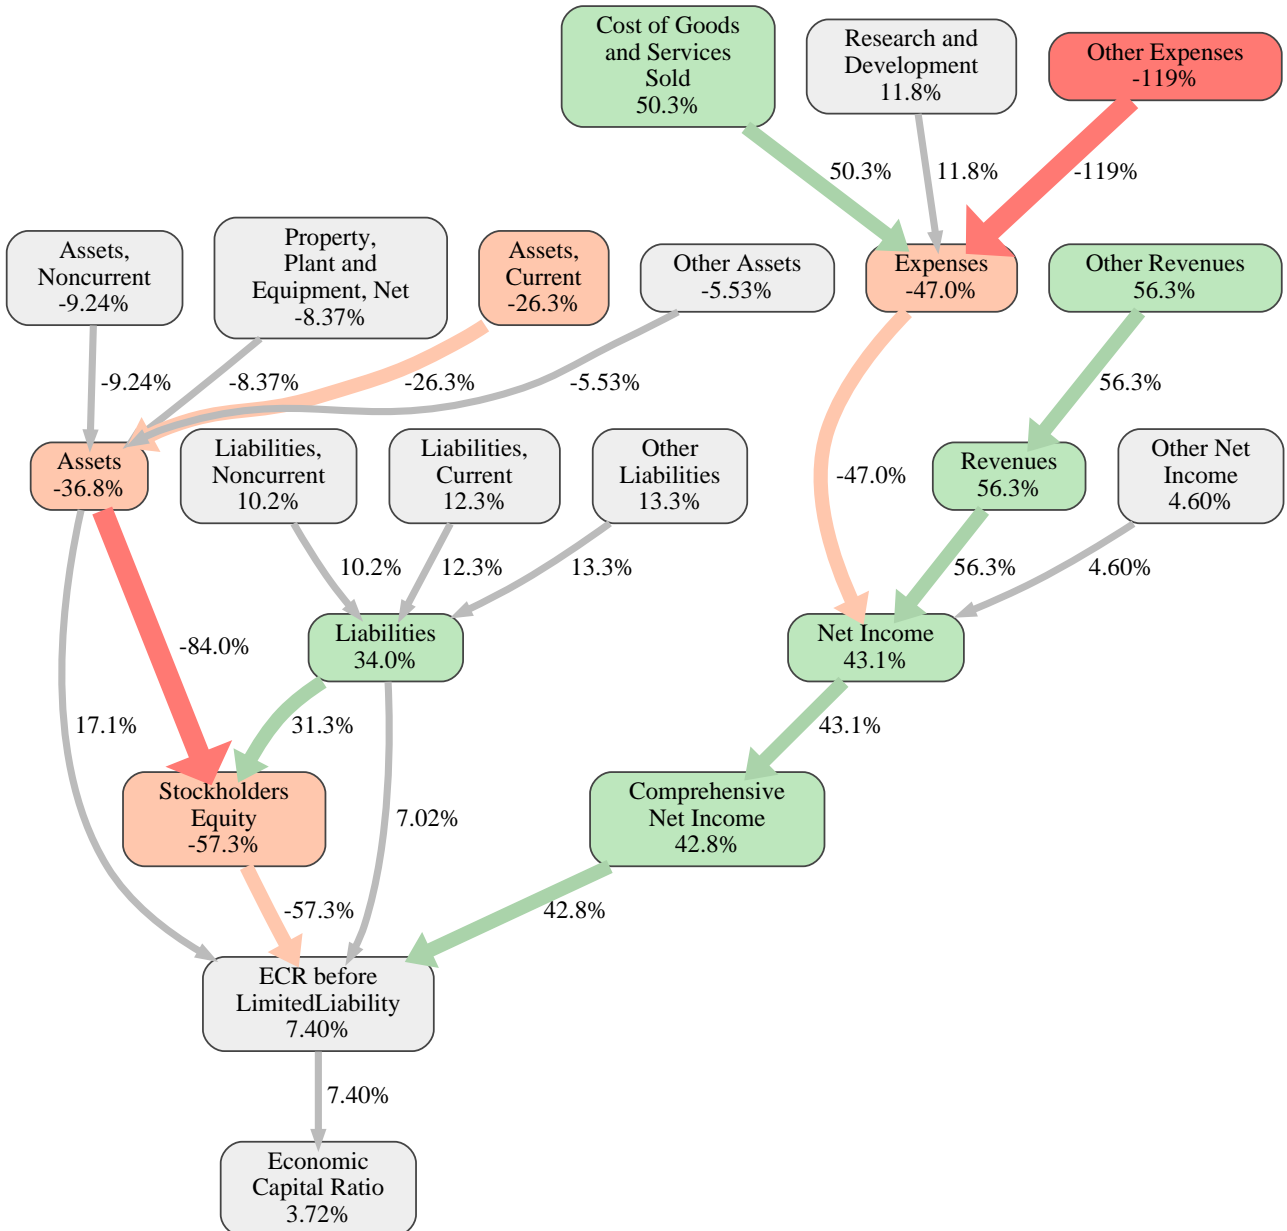 Cost of Goods
and Services
Sold
50.3%
Research and
Development
11.8%
Other Expenses
-119%
50.3%
11.8%
-119%
Assets,
Noncurrent
-9.24%
Property,
Plant and
Equipment, Net
-8.37%
Assets,
Current
-26.3%
Other Assets
-5.53%
Expenses
-47.0%
Other Revenues
56.3%
-9.24%
-8.37%
-26.3%
-5.53%
56.3%
Assets
-36.8%
Liabilities,
Noncurrent
10.2%
Liabilities,
Current
12.3%
Other
Liabilities
13.3%
-47.0%
Revenues
56.3%
Other Net
Income
4.60%
10.2%
12.3%
13.3%
56.3%
4.60%
-84.0%
Liabilities
34.0%
Net Income
43.1%
17.1%
31.3%
43.1%
Stockholders
Equity
-57.3%
7.02%
Comprehensive
Net Income
42.8%
-57.3%
42.8%
ECR before
LimitedLiability
7.40%
7.40%
Economic
Capital Ratio
3.72%